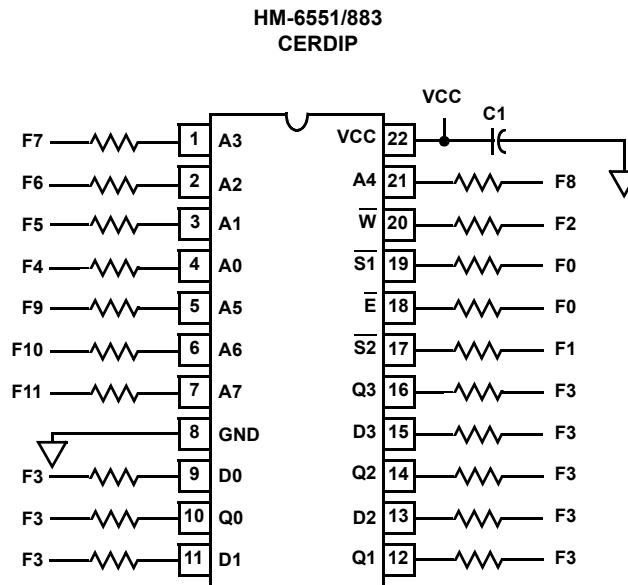 HM-6551/883
CERDIP
VCC
C1
F7 1 A3 VCC 22
F6 2 A2 A4 21 F8
F5 3 A1 W̅ 20 F2
F4 4 A0 S̅1̅ 19 F0
F9 5 A5 E̅ 18 F0
F10 6 A6 S̅2̅ 17 F1
F11 7 A7 Q3 16 F3
8 GND D3 15 F3
F3 9 D0 Q2 14 F3
F3 10 Q0 D2 13 F3
F3 11 D1 Q1 12 F3